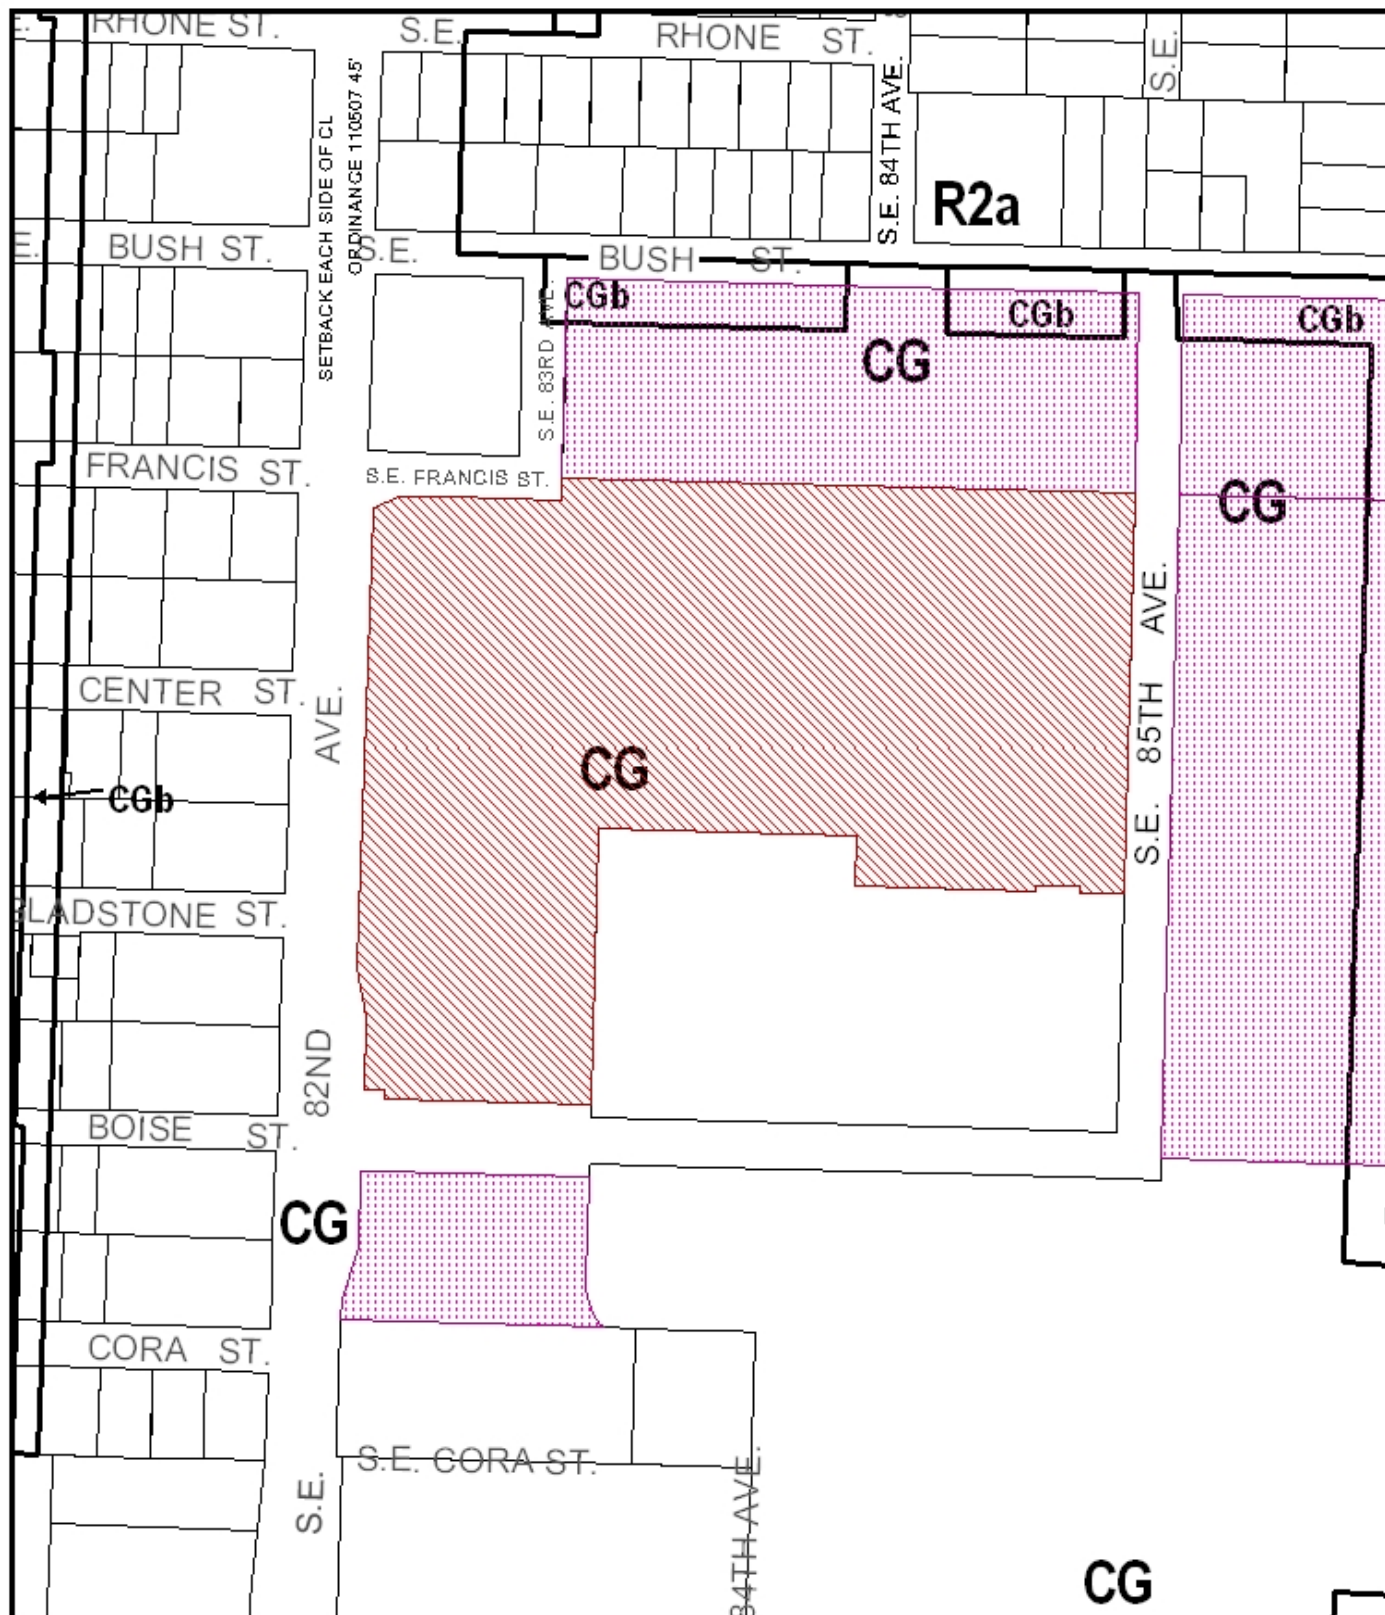 RHONE ST.
S.E.
RHONE ST.
S.E.
S.E. 84TH AVE.
SETBACK EACH SIDE OF CL
ORDINANCE 110507 45'
R2a
E.
BUSH ST.
S.E.
BUSH ST.
CGb
CGb
CGb
S.E. 83RD AVE.
CG
FRANCIS ST.
S.E. FRANCIS ST.
CG
CENTER ST.
AVE.
S.E. 85TH AVE.
CG
CGb
GLADSTONE ST.
82ND
BOISE ST.
CG
CORA ST.
S.E. CORA ST.
S.E.
84TH AVE.
CG